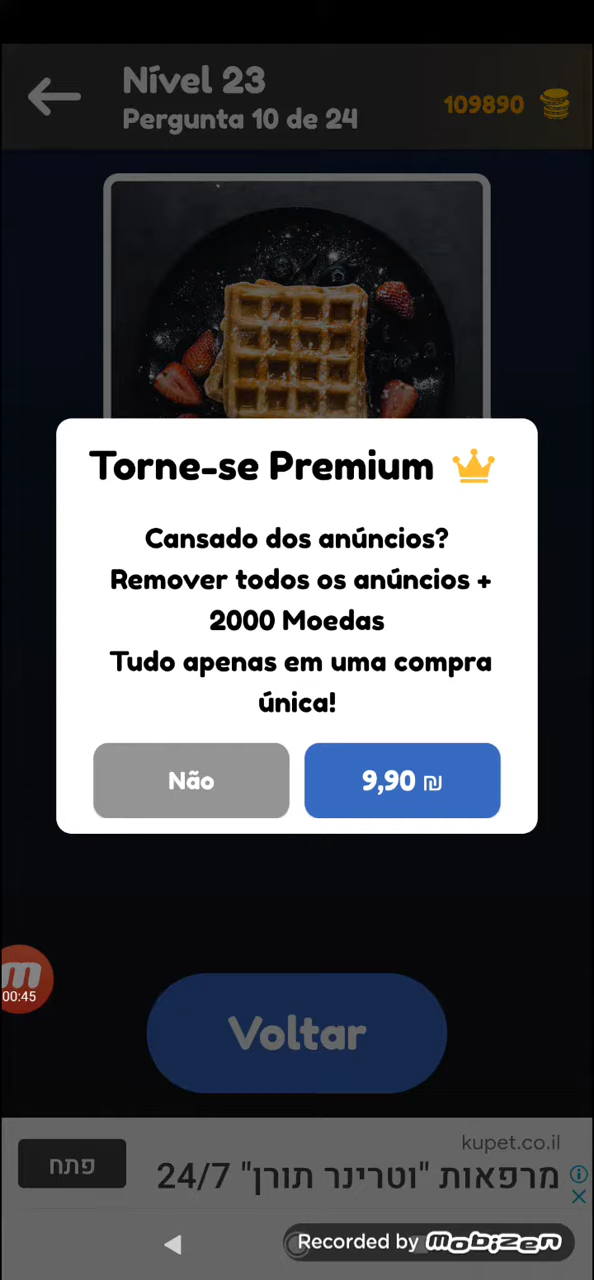 Nível 23
Pergunta 10 de 24
109890
Torne-se Premium
Cansado dos anúncios?
Remover todos os anúncios +
2000 Moedas
Tudo apenas em uma compra
única!
Não
9,90 ₪
00:45
Voltar
kupet.co.il
פתח
מרפאות "וטרינר תורן" 24/7
Recorded by mobizen